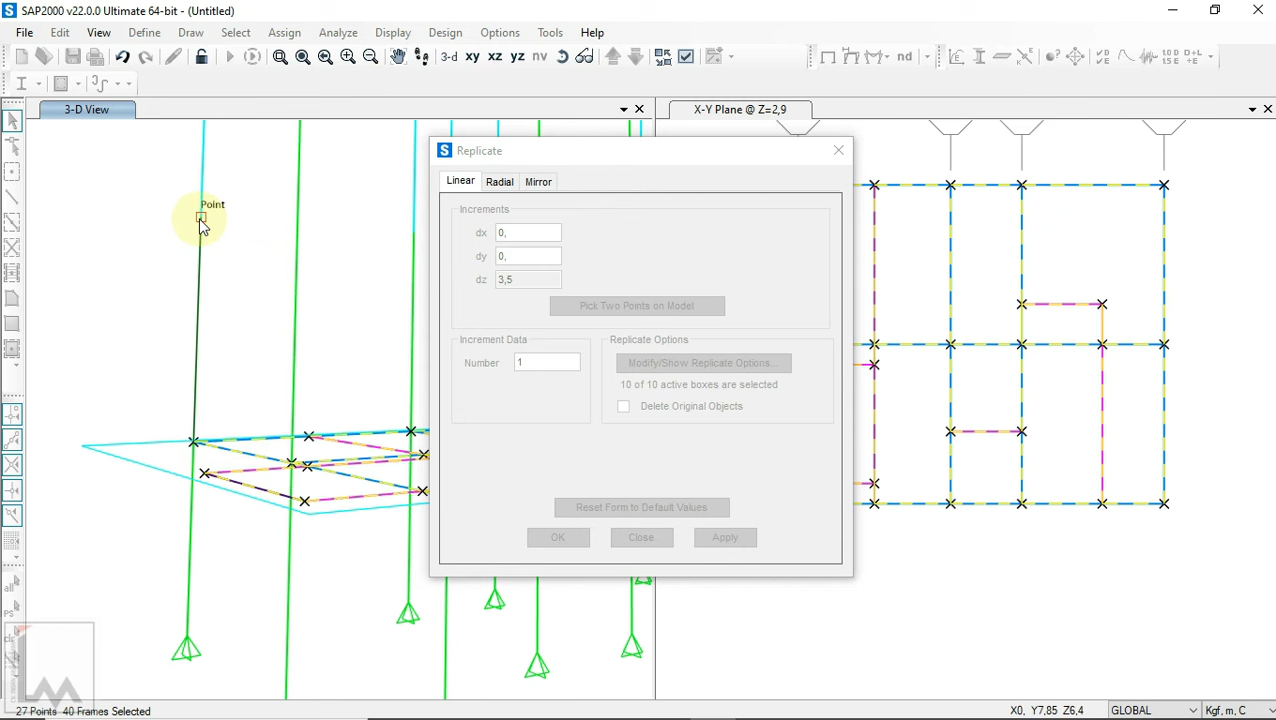 SAP2000 v22.0.0 Ultimate 64-bit - (Untitled)
File Edit View Define Draw Select Assign Analyze Display Design Options Tools Help
3-d xy xz yz nv nd
3-D View
X-Y Plane @ Z=2,9
Replicate
Linear Radial Mirror
Point
Increments
dx 0,
dy 0,
dz 3,5
Pick Two Points on Model
Increment Data
Number 1
Replicate Options
Modify/Show Replicate Options...
10 of 10 active boxes are selected
Delete Original Objects
Reset Form to Default Values
OK Close Apply
all
PS
27 Points 40 Frames Selected
X0, Y7,85 Z6,4
GLOBAL
Kgf, m, C